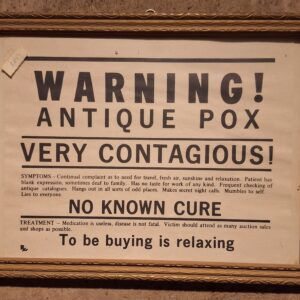 WARNING!
ANTIQUE POX
VERY CONTAGIOUS!
SYMPTOMS - Continual complaint as to need for travel, fresh air, sunshine and relaxation. Patient has
blank expression, sometimes deaf to family. Has no taste for work of any kind. Frequent checking of
antique catalogues. Hangs out in all sorts of odd places. Makes secret night calls. Mumbles to self.
Lies to everyone.
NO KNOWN CURE
TREATMENT - Medication is useless, disease is not fatal. Victim should attend as many auction sales
and shops as possible.
To be buying is relaxing